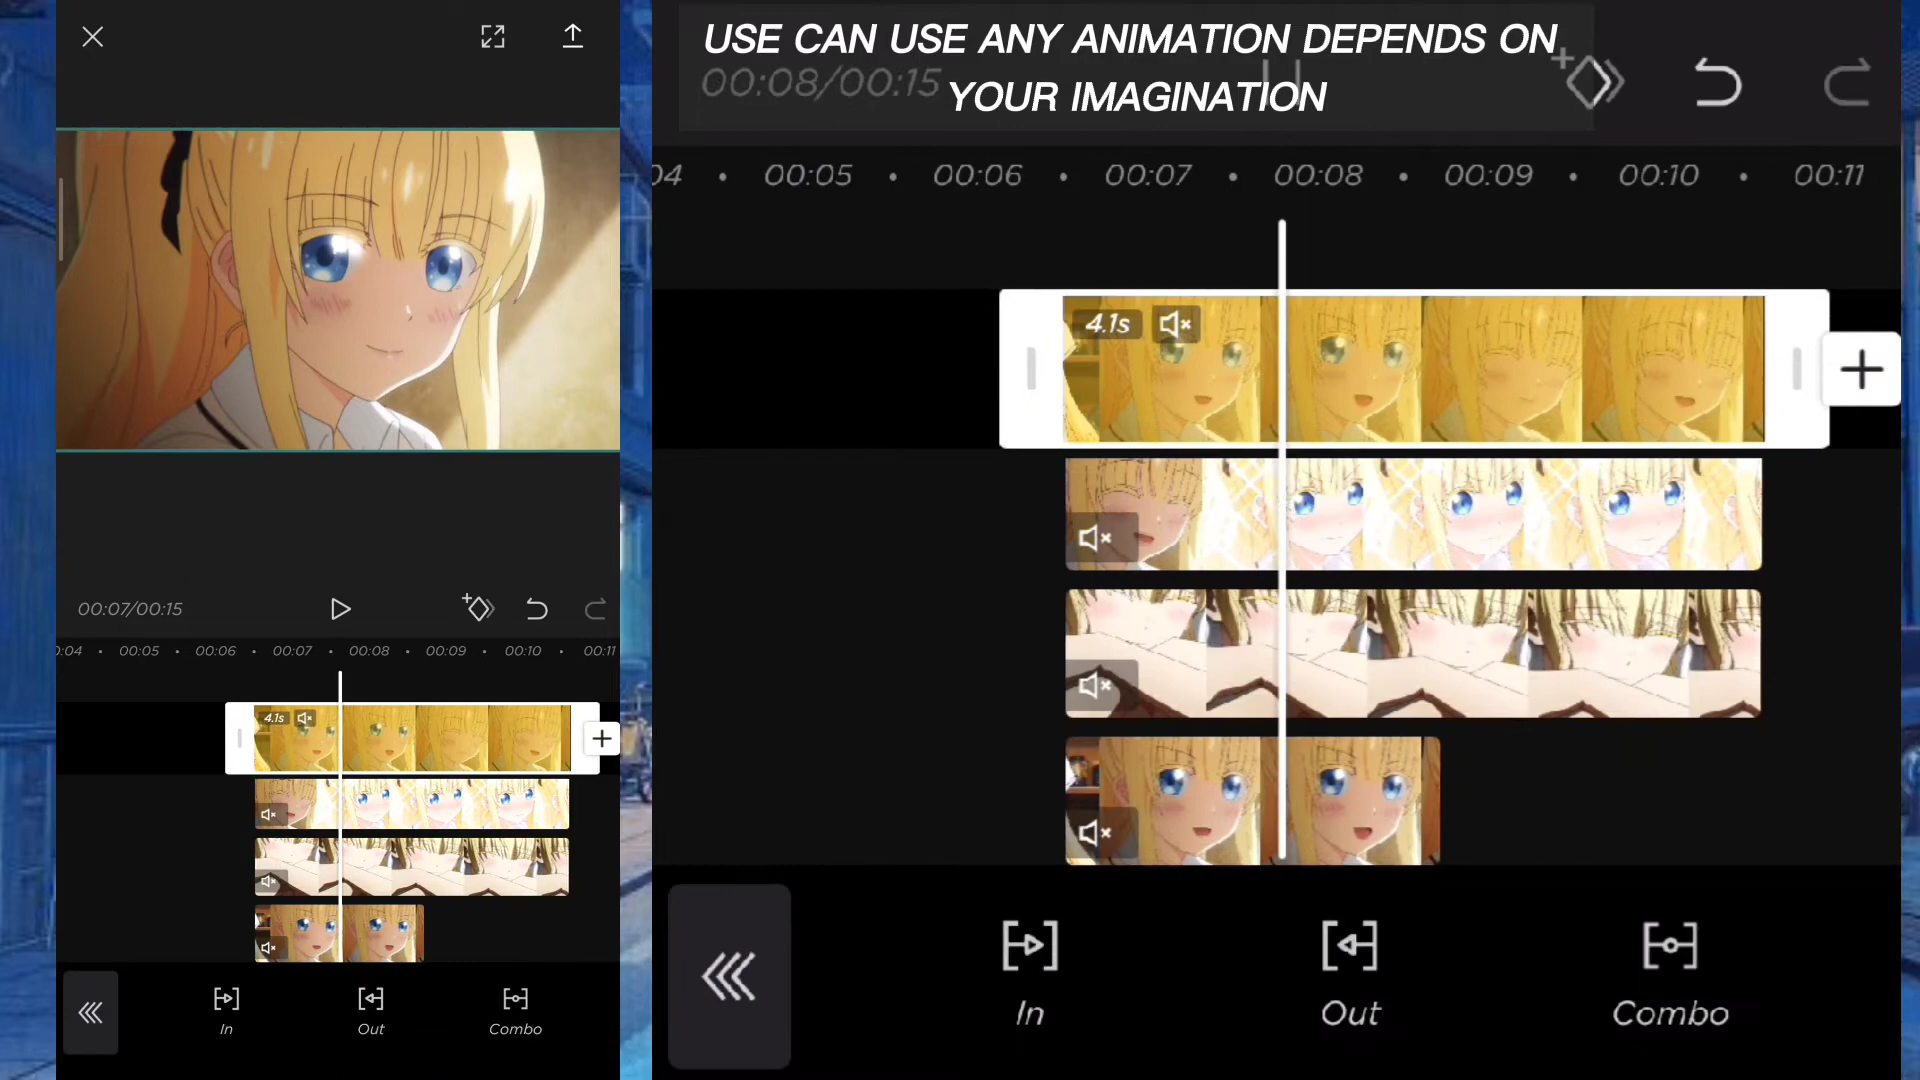 USE CAN USE ANY ANIMATION DEPENDS ON
YOUR IMAGINATION
00:08/00:15
04 00:05 00:06 00:07 00:08 00:09 00:10 00:11
4.1s
In Out Combo
00:07/00:15
0:04 00:05 00:06 00:07 00:08 00:09 00:10 00:11
4.1s
In Out Combo